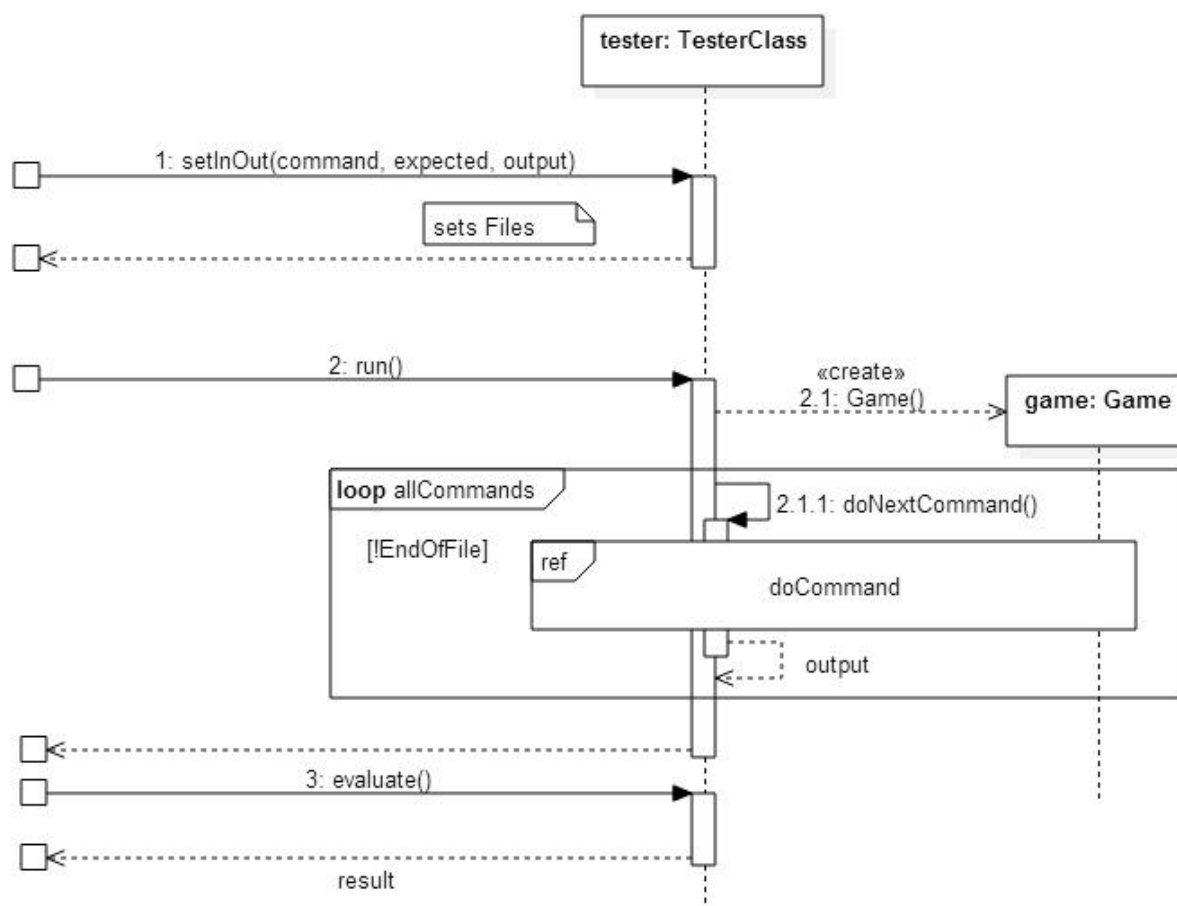 tester: TesterClass
1: setInOut(command, expected, output)
sets Files
2: run()
«create»
2.1: Game()
game: Game
loop allCommands
2.1.1: doNextCommand()
[!EndOfFile]
ref
doCommand
output
3: evaluate()
result